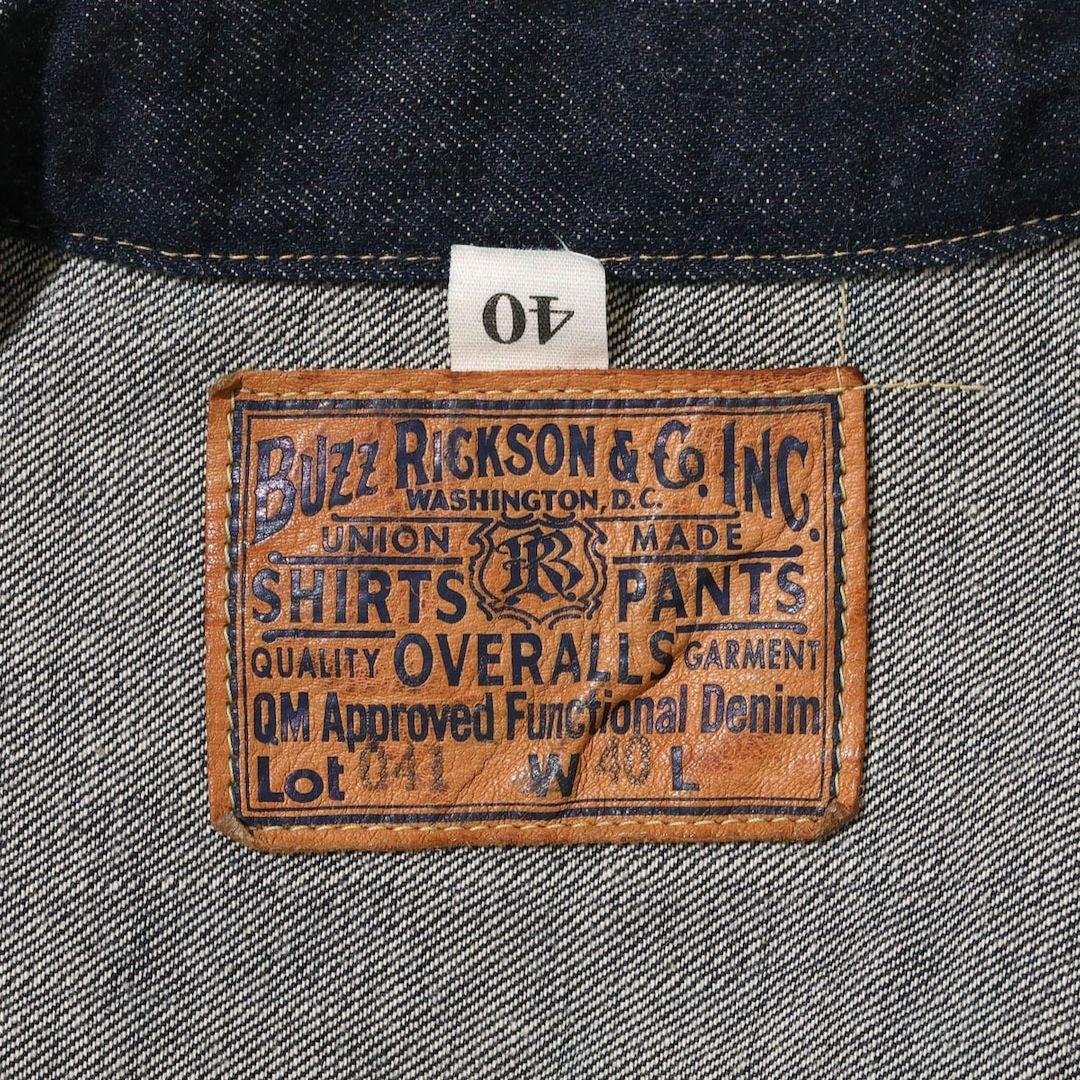 40
BUZZ RICKSON & CO. INC.
WASHINGTON, D.C.
UNION BR MADE
SHIRTS PANTS
QUALITY OVERALLS GARMENT
QM Approved Functional Denim
Lot 041 W 40 L